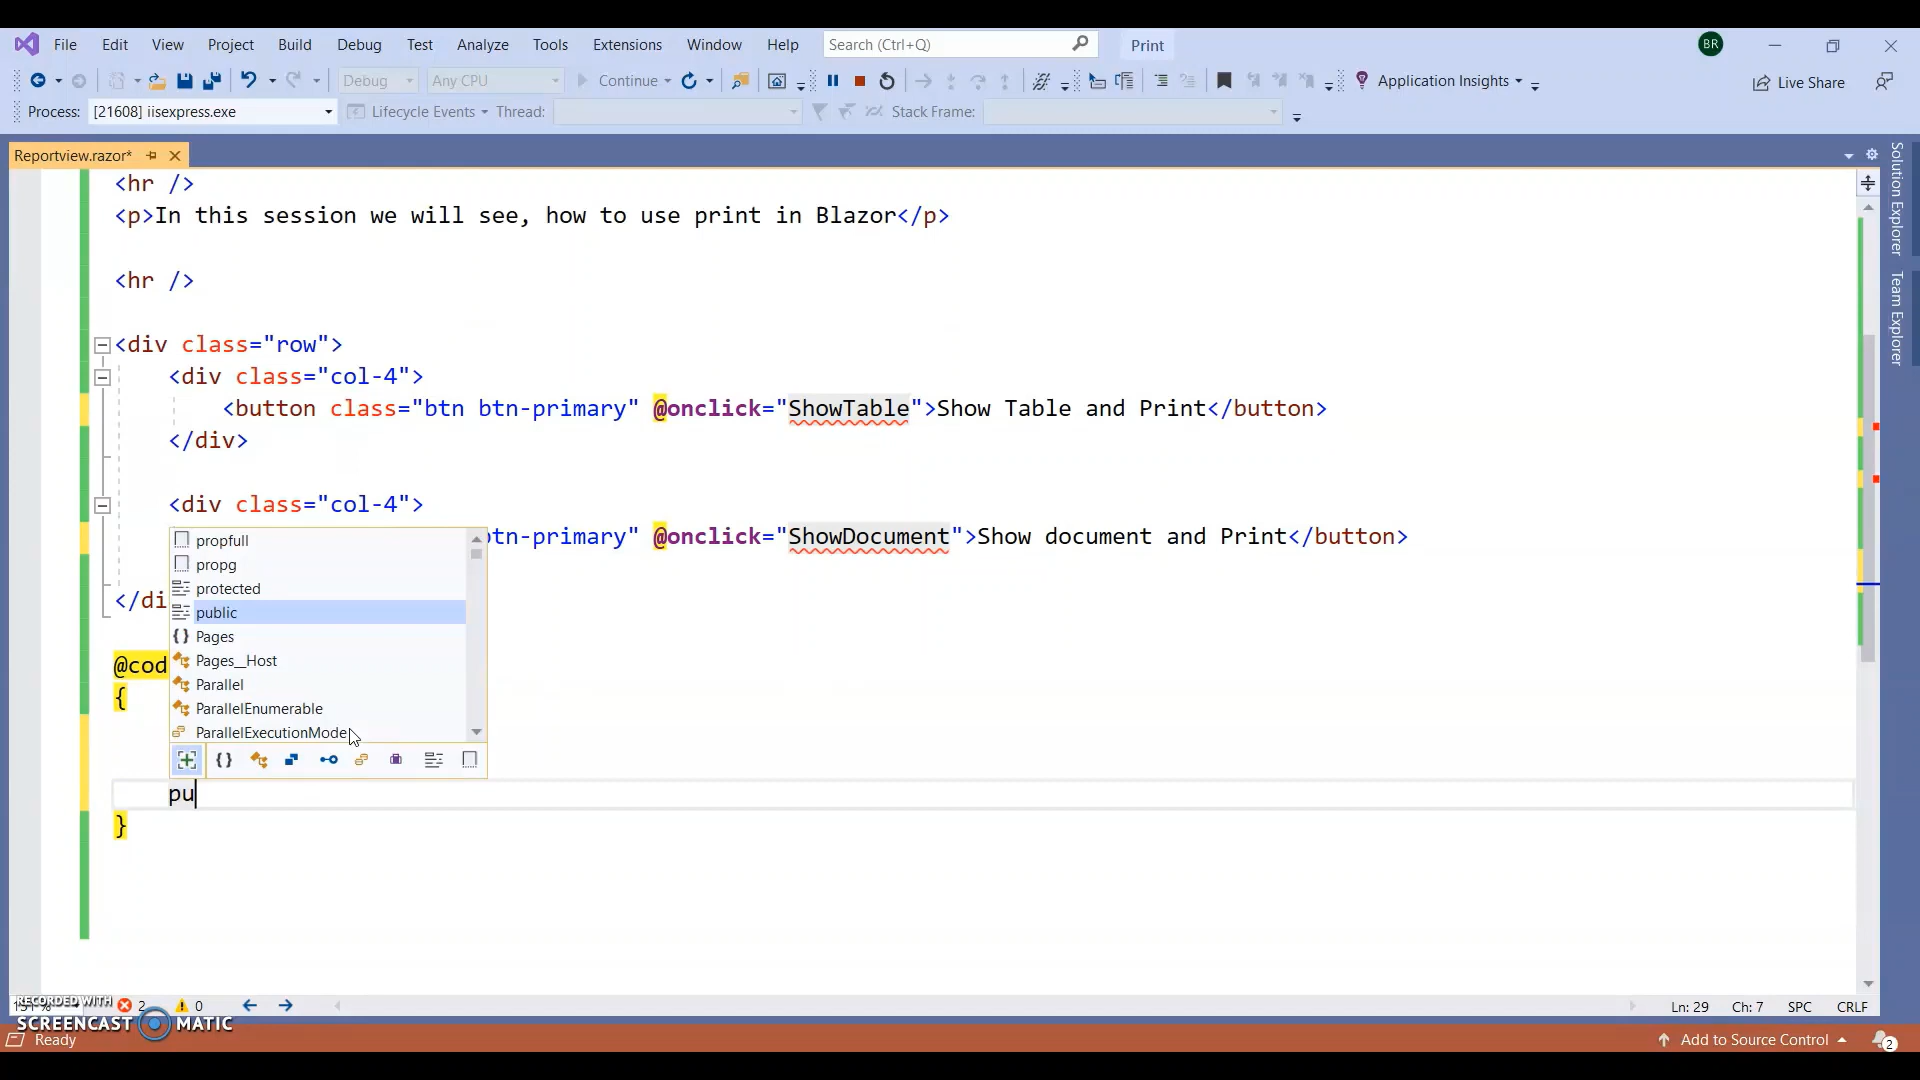 File Edit View Project Build Debug Test Analyze Tools Extensions Window Help Search (Ctrl+Q) Print BR
Debug Any CPU Continue Application Insights Live Share
Process: [21608] iisexpress.exe Lifecycle Events Thread: Stack Frame:
Reportview.razor*
<hr />
<p>In this session we will see, how to use print in Blazor</p>
<hr />
<div class="row">
<div class="col-4">
<button class="btn btn-primary" @onclick="ShowTable">Show Table and Print</button>
</div>
<div class="col-4">
btn-primary" @onclick="ShowDocument">Show document and Print</button>
</di
@cod
{
propfull
propg
protected
public
Pages
Pages__Host
Parallel
ParallelEnumerable
ParallelExecutionMode
pu
}
Solution Explorer
Team Explorer
2 0 Ln: 29 Ch: 7 SPC CRLF
RECORDED WITH
SCREENCAST MATIC
Ready Add to Source Control 2